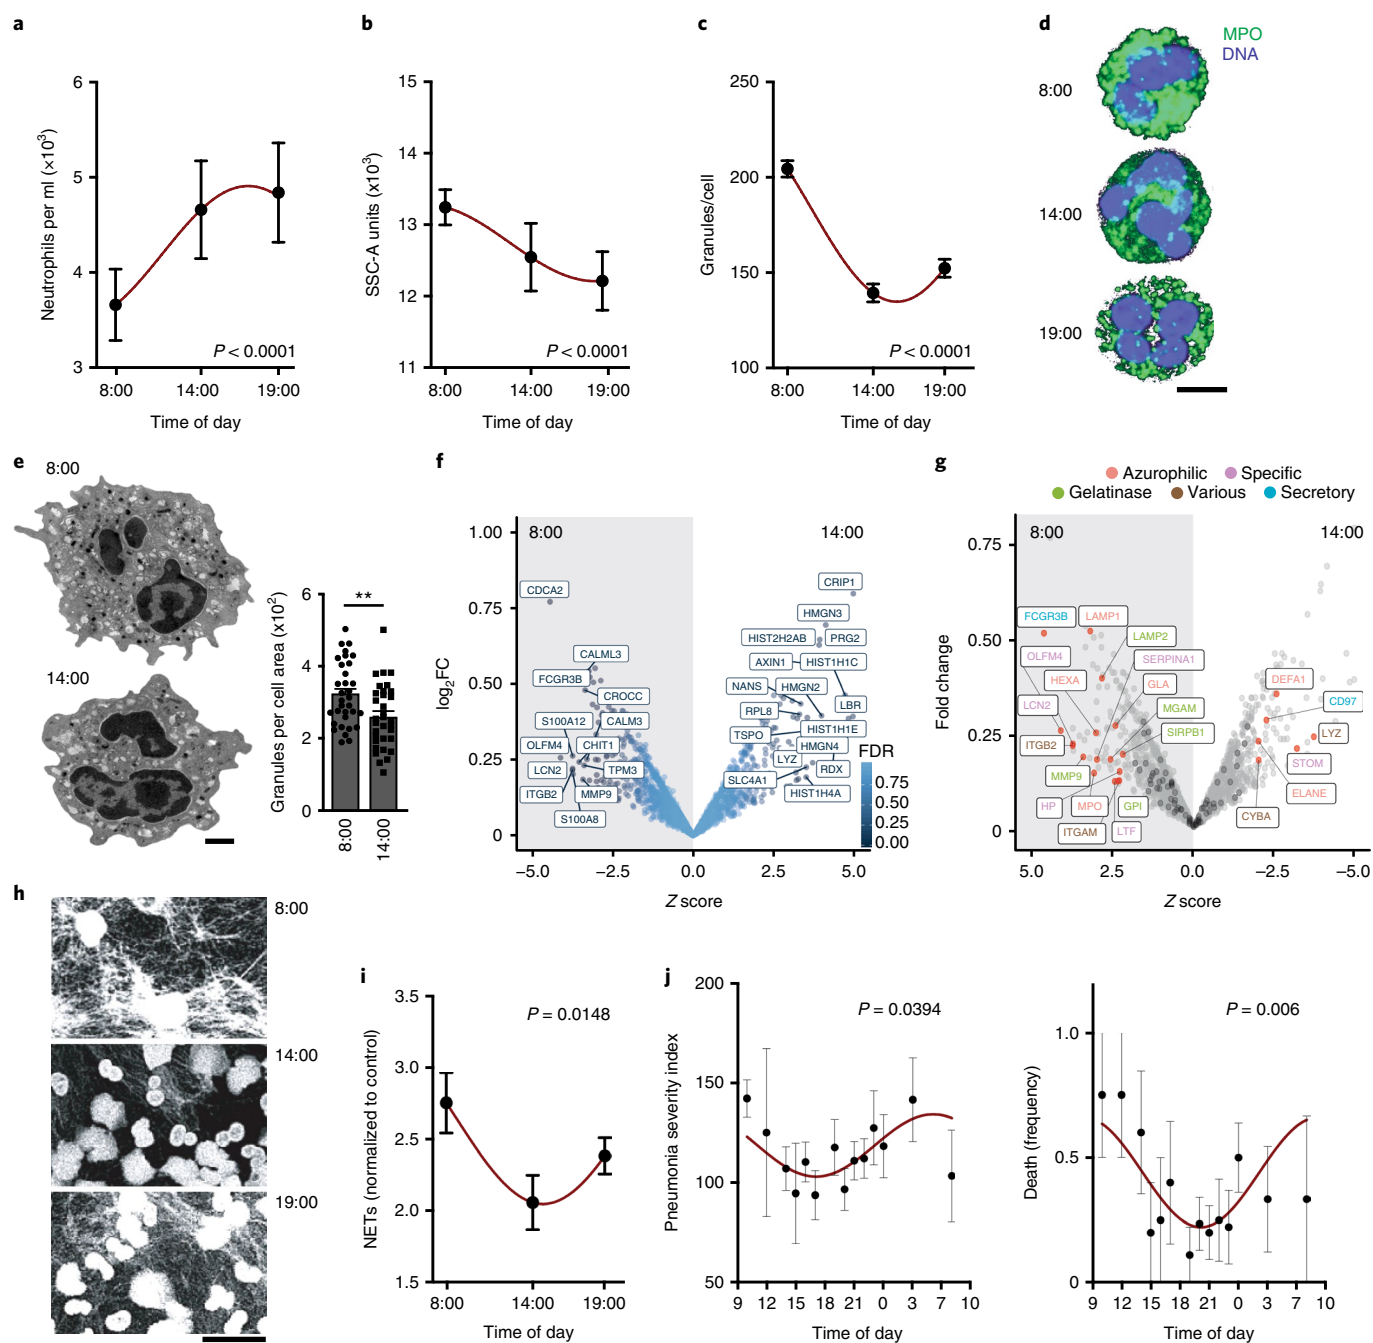 a
Neutrophils per ml (×10³)
6
5
4
3
8:00 14:00 19:00
Time of day
P < 0.0001
b
SSC-A units (×10³)
15
14
13
12
11
8:00 14:00 19:00
Time of day
P < 0.0001
c
Granules/cell
250
200
150
100
8:00 14:00 19:00
Time of day
P < 0.0001
d
MPO
DNA
8:00
14:00
19:00
e
8:00
14:00
Granules per cell area (×10²)
6
4
2
0
**
8:00
14:00
f
8:00 14:00
log₂FC
1.00
0.75
0.50
0.25
0
CDCA2
CALML3
FCGR3B
CROCC
S100A12
CALM3
OLFM4
CHIT1
LCN2
TPM3
ITGB2
MMP9
S100A8
CRIP1
HMGN3
HIST2H2AB
PRG2
AXIN1
HIST1H1C
NANS
HMGN2
RPL8
LBR
TSPO
HIST1H1E
HMGN4
LYZ
RDX
SLC4A1
HIST1H4A
FDR
0.75
0.50
0.25
0.00
–5.0 –2.5 0.0 2.5 5.0
Z score
g
Azurophilic Specific
Gelatinase Various Secretory
8:00 14:00
Fold change
0.75
0.50
0.25
0
FCGR3B
LAMP1
LAMP2
OLFM4
SERPINA1
HEXA
GLA
LCN2
MGAM
ITGB2
SIRPB1
MMP9
HP
MPO
GPI
ITGAM
LTF
DEFA1
CD97
LYZ
STOM
ELANE
CYBA
5.0 2.5 0.0 –2.5 –5.0
Z score
h
8:00
14:00
19:00
i
NETs (normalized to control)
3.5
3.0
2.5
2.0
1.5
P = 0.0148
8:00 14:00 19:00
Time of day
j
Pneumonia severity index
200
150
100
50
P = 0.0394
9 12 15 18 21 0 3 7 10
Time of day
Death (frequency)
1.0
0.5
0
P = 0.006
9 12 15 18 21 0 3 7 10
Time of day